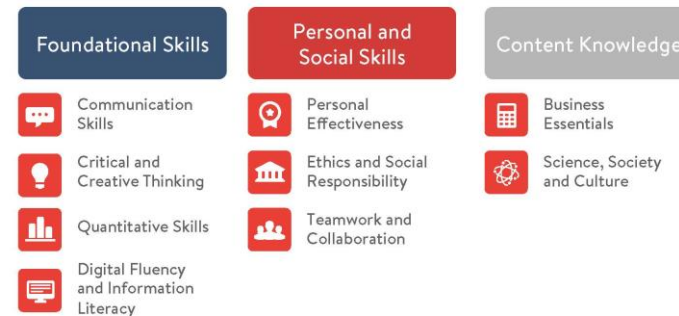 Foundational Skills
Communication
Skills
Critical and
Creative Thinking
Quantitative Skills
Digital Fluency
and Information
Literacy
Personal and
Social Skills
Personal
Effectiveness
Ethics and Social
Responsibility
Teamwork and
Collaboration
Content Knowledge
Business
Essentials
Science, Society
and Culture